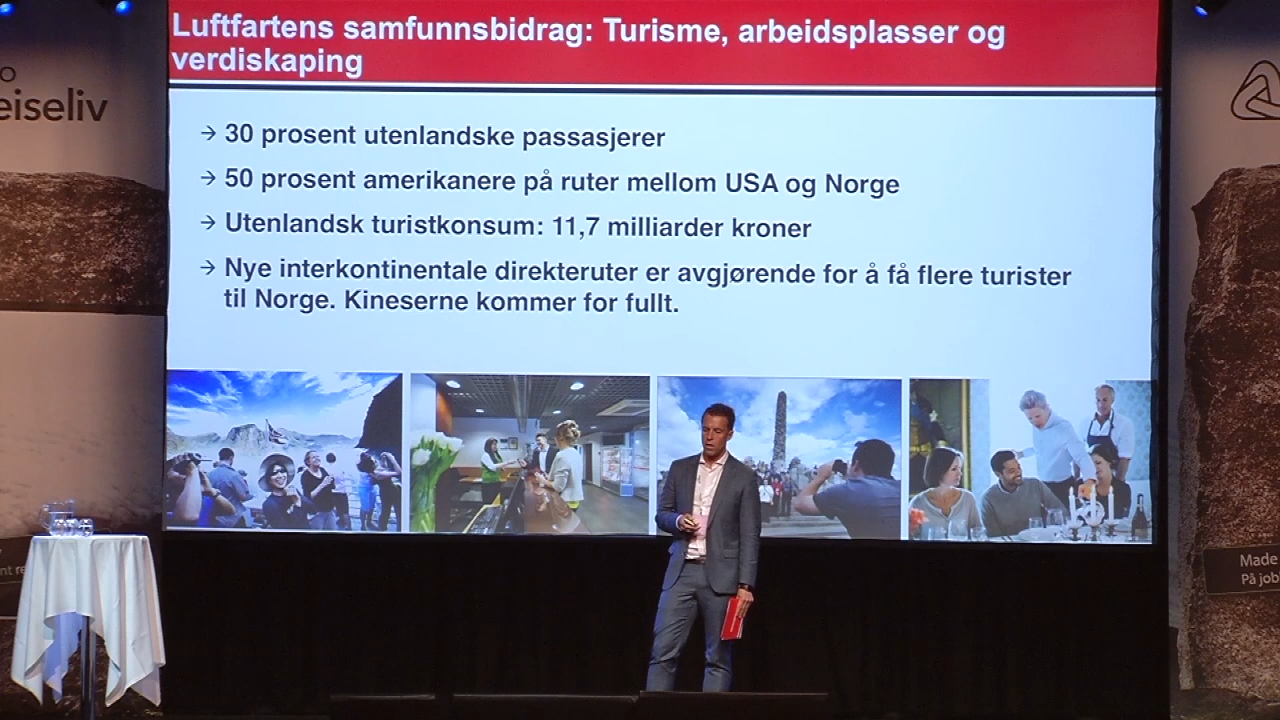 Luftfartens samfunnsbidrag: Turisme, arbeidsplasser og
verdiskaping
→ 30 prosent utenlandske passasjerer
→ 50 prosent amerikanere på ruter mellom USA og Norge
→ Utenlandsk turistkonsum: 11,7 milliarder kroner
→ Nye interkontinentale direkteruter er avgjørende for å få flere turister
til Norge. Kineserne kommer for fullt.
o
eiseliv
nt re
Made
På job